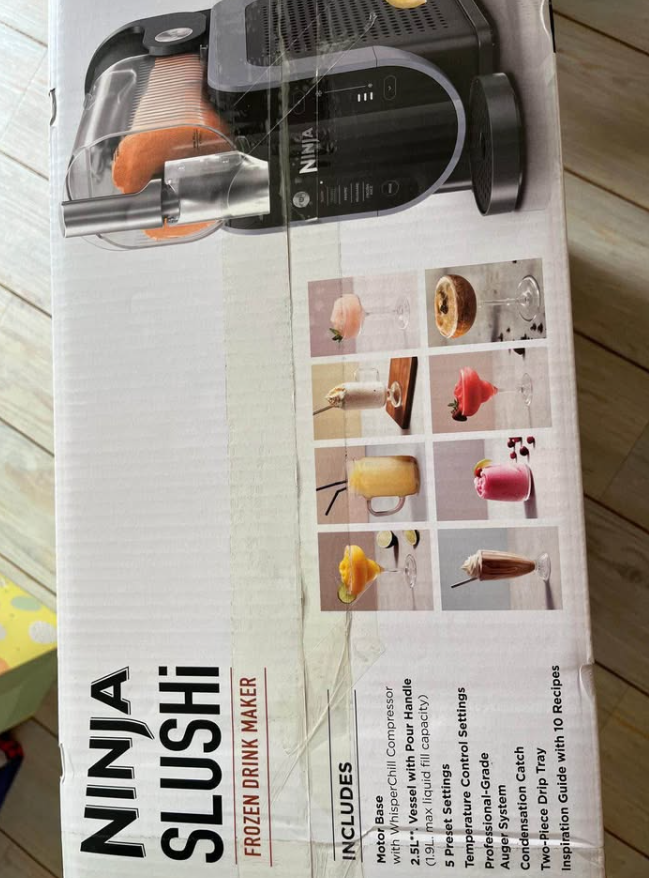 NINJA
NINJA
SLUSHi
FROZEN DRINK MAKER
INCLUDES
Motor Base
with WhisperChill Compressor
2.5L** Vessel with Pour Handle
(1.9L. max liquid fill capacity)
5 Preset Settings
Temperature Control Settings
Professional-Grade
Auger System
Condensation Catch
Two-Piece Drip Tray
Inspiration Guide with 10 Recipes